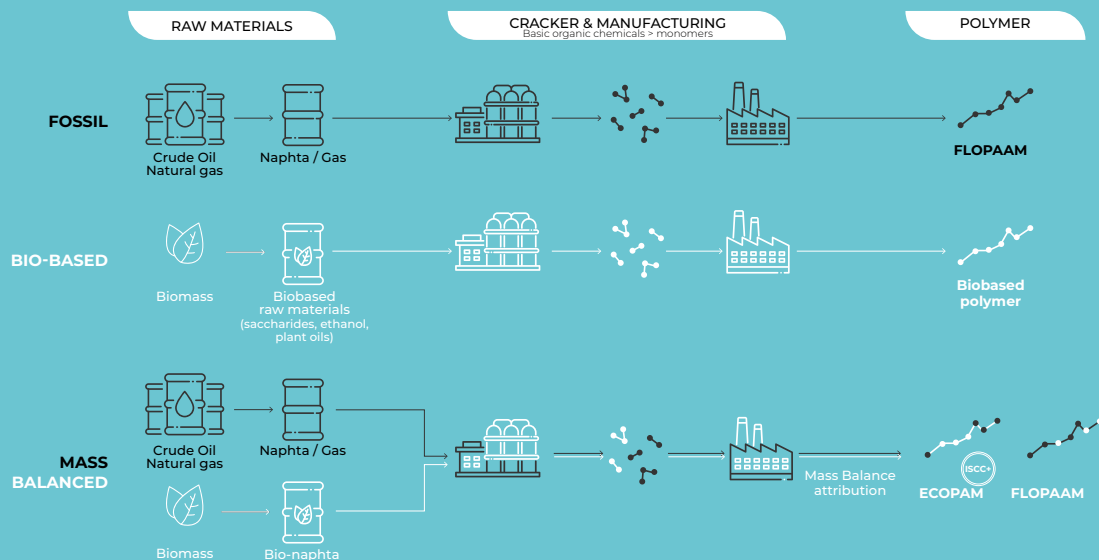 RAW MATERIALS
CRACKER & MANUFACTURING
Basic organic chemicals > monomers
POLYMER
FOSSIL
Crude Oil
Natural gas
Naphta / Gas
FLOPAAM
BIO-BASED
Biomass
Biobased
raw materials
(saccharides, ethanol,
plant oils)
Biobased
polymer
MASS
BALANCED
Crude Oil
Natural gas
Naphta / Gas
Biomass
Bio-naphta
Mass Balance
attribution
ISCC+
ECOPAM
FLOPAAM